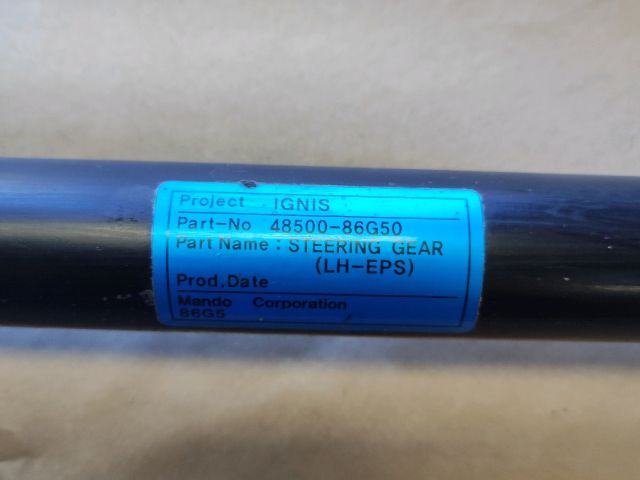 Project IGNIS
Part-No 48500-86G50
Part Name : STEERING GEAR
(LH-EPS)
Prod.Date
Mando Corporation
86G5